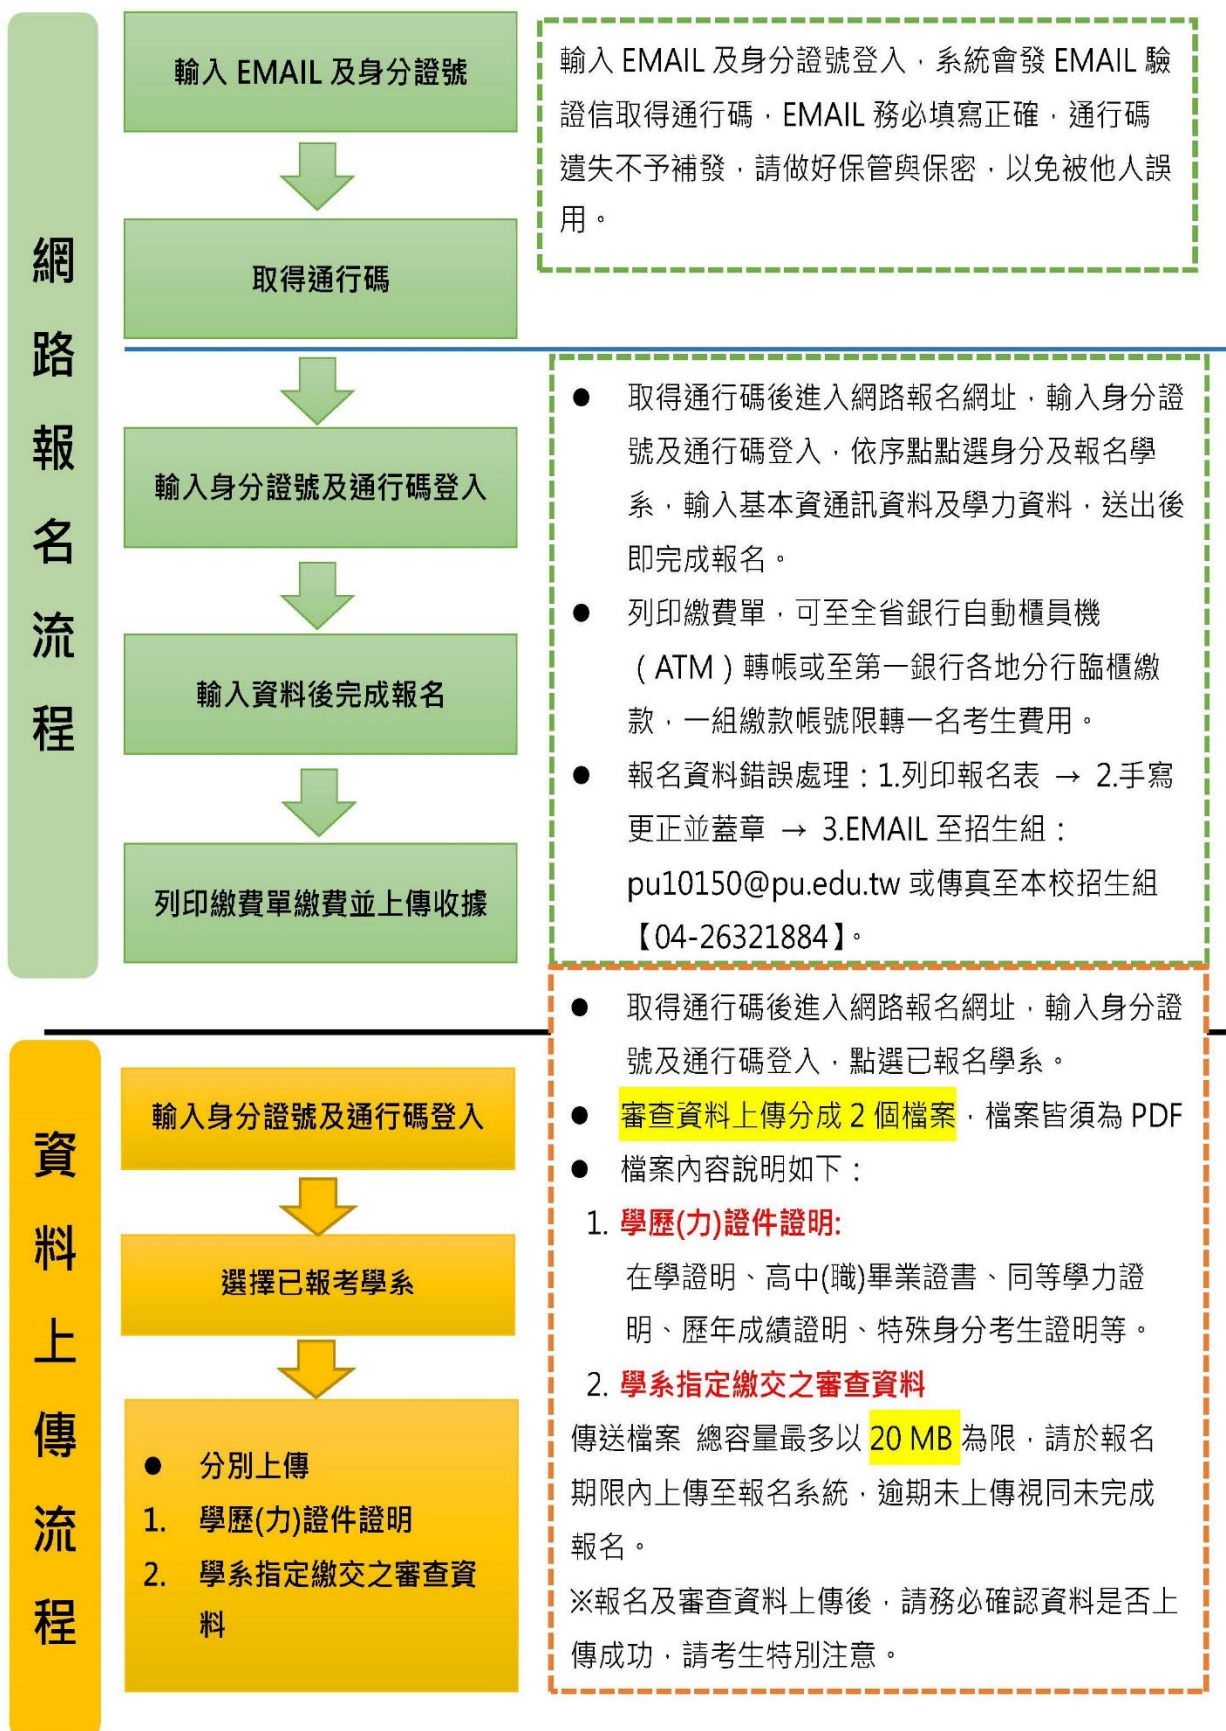 網路報名流程
輸入 EMAIL 及身分證號
取得通行碼
輸入 EMAIL 及身分證號登入，系統會發 EMAIL 驗
證信取得通行碼，EMAIL 務必填寫正確，通行碼
遺失不予補發，請做好保管與保密，以免被他人誤
用。
輸入身分證號及通行碼登入
輸入資料後完成報名
列印繳費單繳費並上傳收據
● 取得通行碼後進入網路報名網址，輸入身分證
號及通行碼登入，依序點點選身分及報名學
系，輸入基本資通訊資料及學力資料，送出後
即完成報名。
● 列印繳費單，可至全省銀行自動櫃員機
（ATM）轉帳或至第一銀行各地分行臨櫃繳
款，一組繳款帳號限轉一名考生費用。
● 報名資料錯誤處理：1.列印報名表 → 2.手寫
更正並蓋章 → 3.EMAIL 至招生組：
pu10150@pu.edu.tw 或傳真至本校招生組
【04-26321884】。
資料上傳流程
輸入身分證號及通行碼登入
選擇已報考學系
● 分別上傳
1. 學歷(力)證件證明
2. 學系指定繳交之審查資
料
● 取得通行碼後進入網路報名網址，輸入身分證
號及通行碼登入，點選已報名學系。
● 審查資料上傳分成 2 個檔案，檔案皆須為 PDF
● 檔案內容說明如下：
1. 學歷(力)證件證明:
在學證明、高中(職)畢業證書、同等學力證
明、歷年成績證明、特殊身分考生證明等。
2. 學系指定繳交之審查資料
傳送檔案 總容量最多以 20 MB 為限，請於報名
期限內上傳至報名系統，逾期未上傳視同未完成
報名。
※報名及審查資料上傳後，請務必確認資料是否上
傳成功，請考生特別注意。